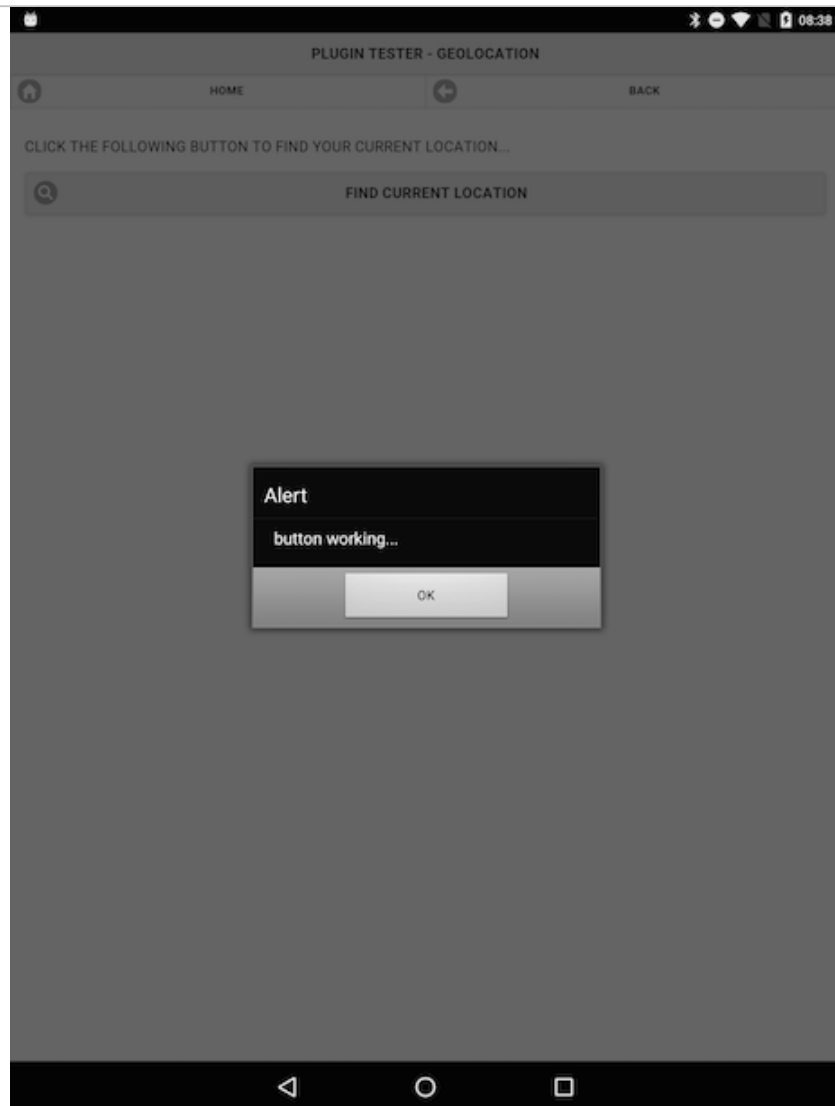 08:38
PLUGIN TESTER - GEOLOCATION
HOME
BACK
CLICK THE FOLLOWING BUTTON TO FIND YOUR CURRENT LOCATION...
FIND CURRENT LOCATION
Alert
button working...
OK